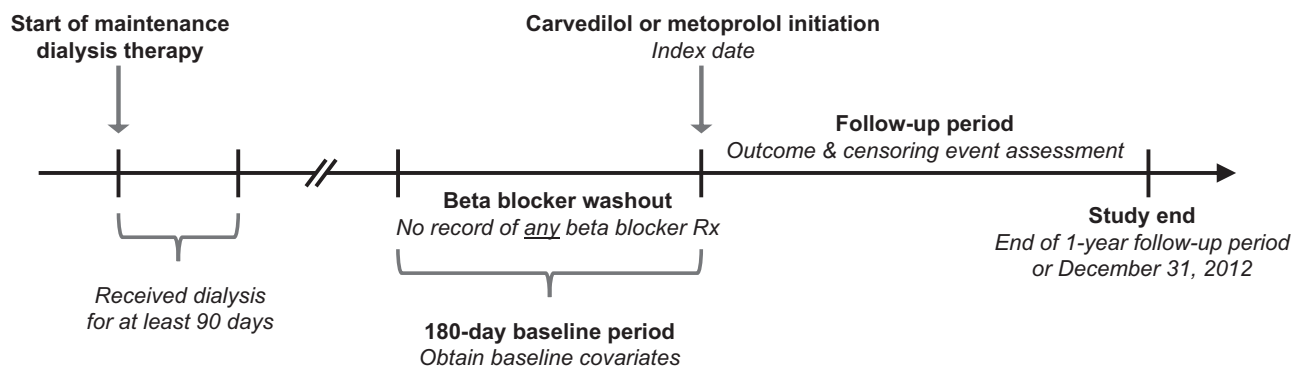 Start of maintenance
dialysis therapy
Carvedilol or metoprolol initiation
Index date
Follow-up period
Outcome & censoring event assessment
Beta blocker washout
No record of any beta blocker Rx
Study end
End of 1-year follow-up period
or December 31, 2012
Received dialysis
for at least 90 days
180-day baseline period
Obtain baseline covariates